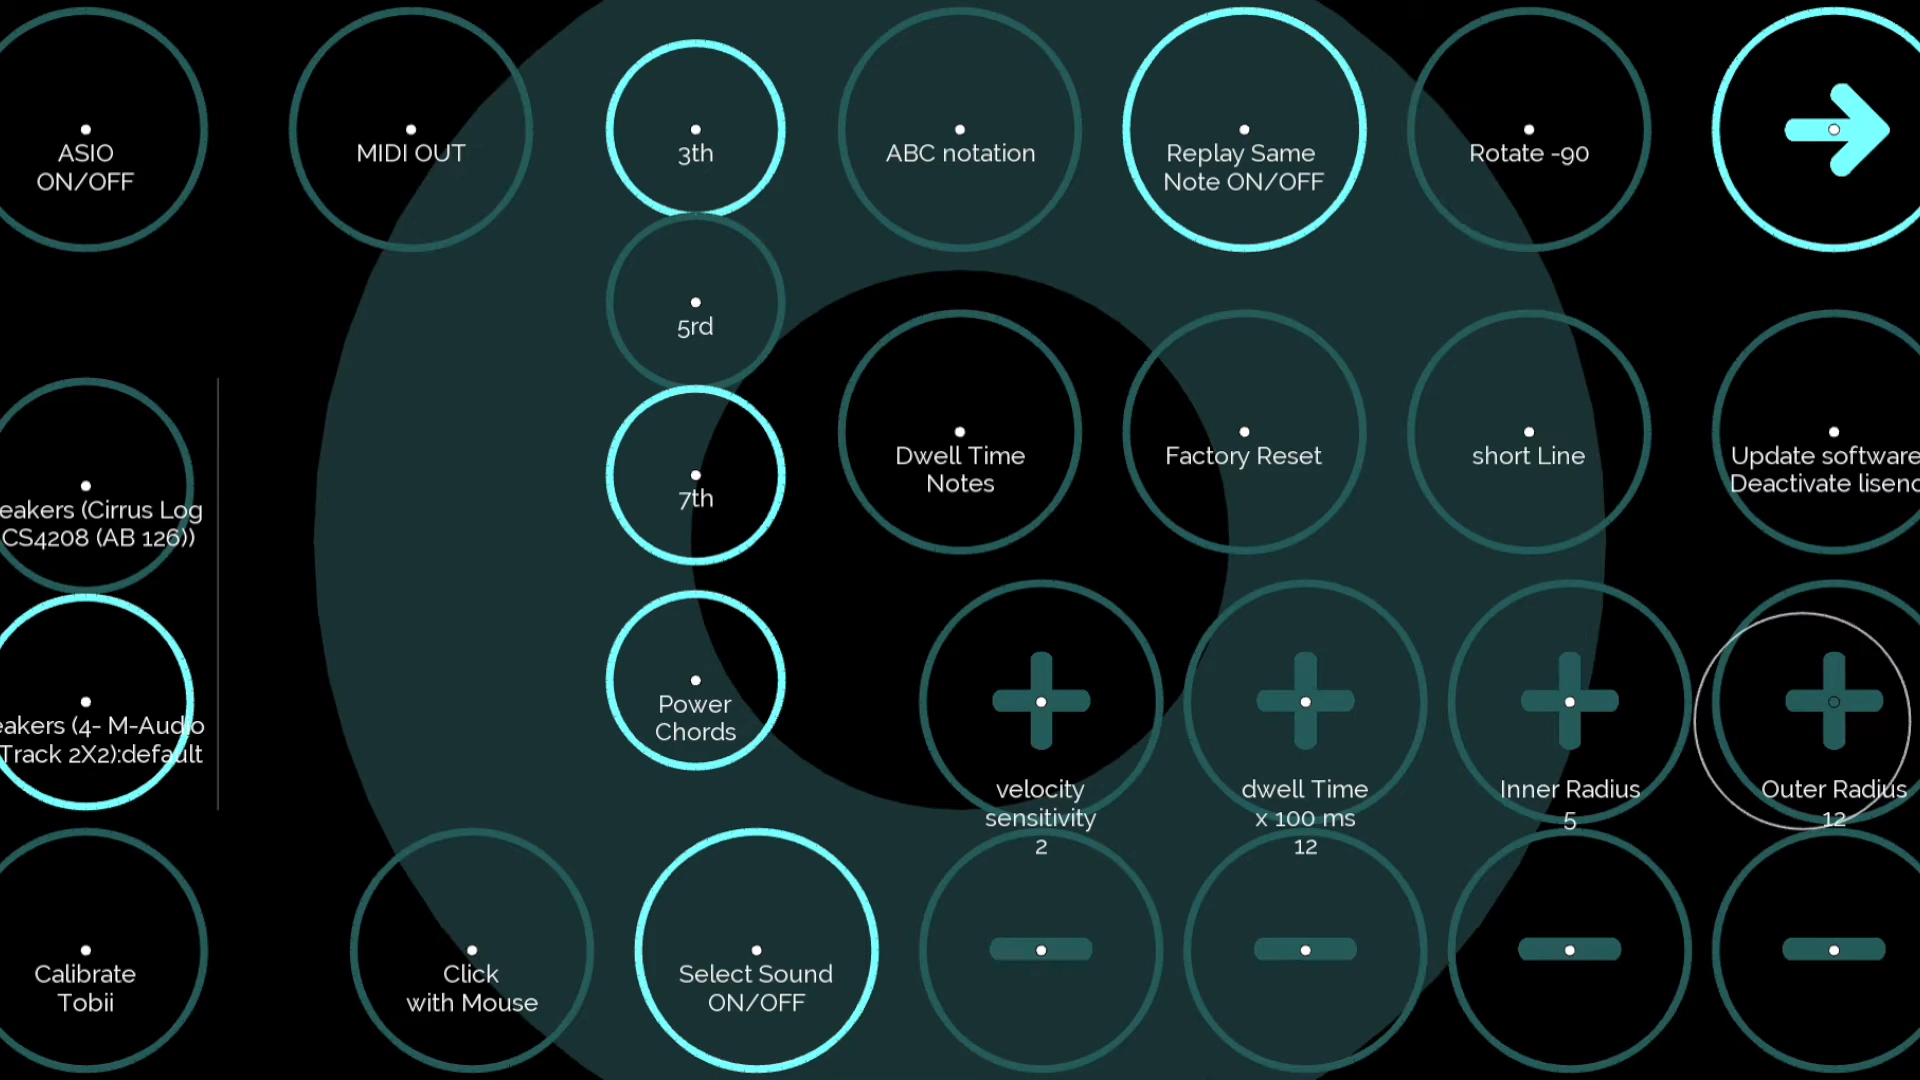 ASIO
ON/OFF
MIDI OUT
3th
ABC notation
Replay Same
Note ON/OFF
Rotate -90
5rd
7th
Dwell Time
Notes
Factory Reset
short Line
Update software
Deactivate lisenc
eakers (Cirrus Log
CS4208 (AB 126))
Power
Chords
eakers (4- M-Audio
Track 2X2):default
velocity
sensitivity
2
dwell Time
x 100 ms
12
Inner Radius
5
Outer Radius
12
Calibrate
Tobii
Click
with Mouse
Select Sound
ON/OFF